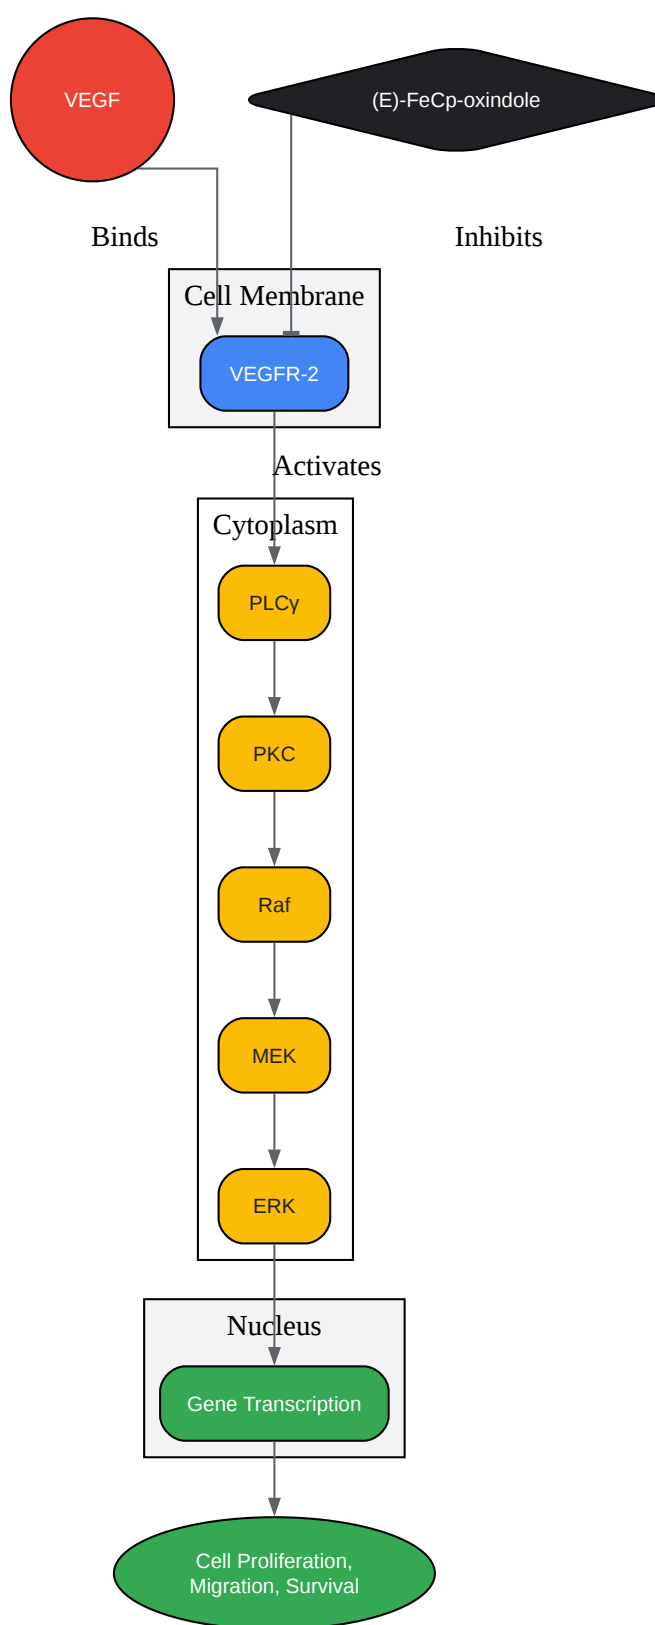 VEGF
(E)-FeCp-oxindole
Binds
Inhibits
Cell Membrane
VEGFR-2
Activates
Cytoplasm
PLCγ
PKC
Raf
MEK
ERK
Nucleus
Gene Transcription
Cell Proliferation,
Migration, Survival